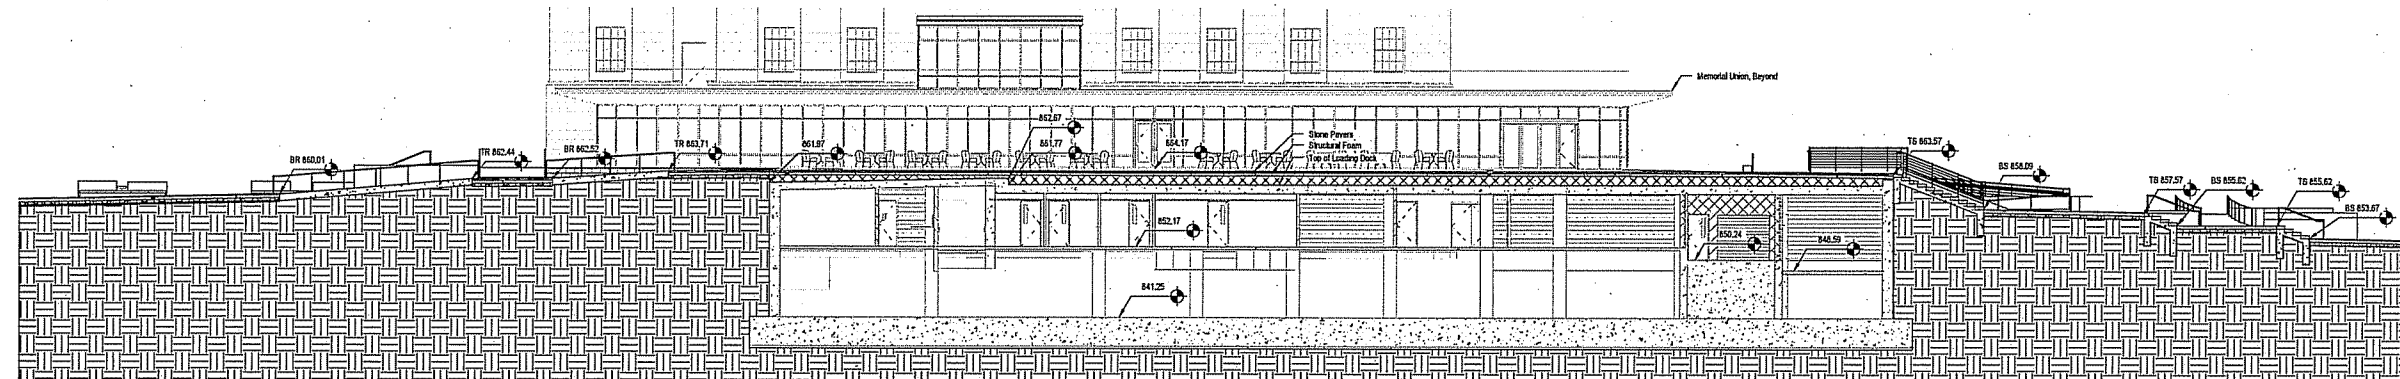 Memorial Union, Beyond
862.67
Stone Pavers
Structural Foam
Top of Loading Dock
861.77
864.17
861.97
TR 863.71
BR 862.52
TR 862.44
BR 860.01
TS 863.57
BS 858.09
TS 857.57
BS 855.62
TS 855.62
BS 853.67
852.17
850.24
848.59
841.25